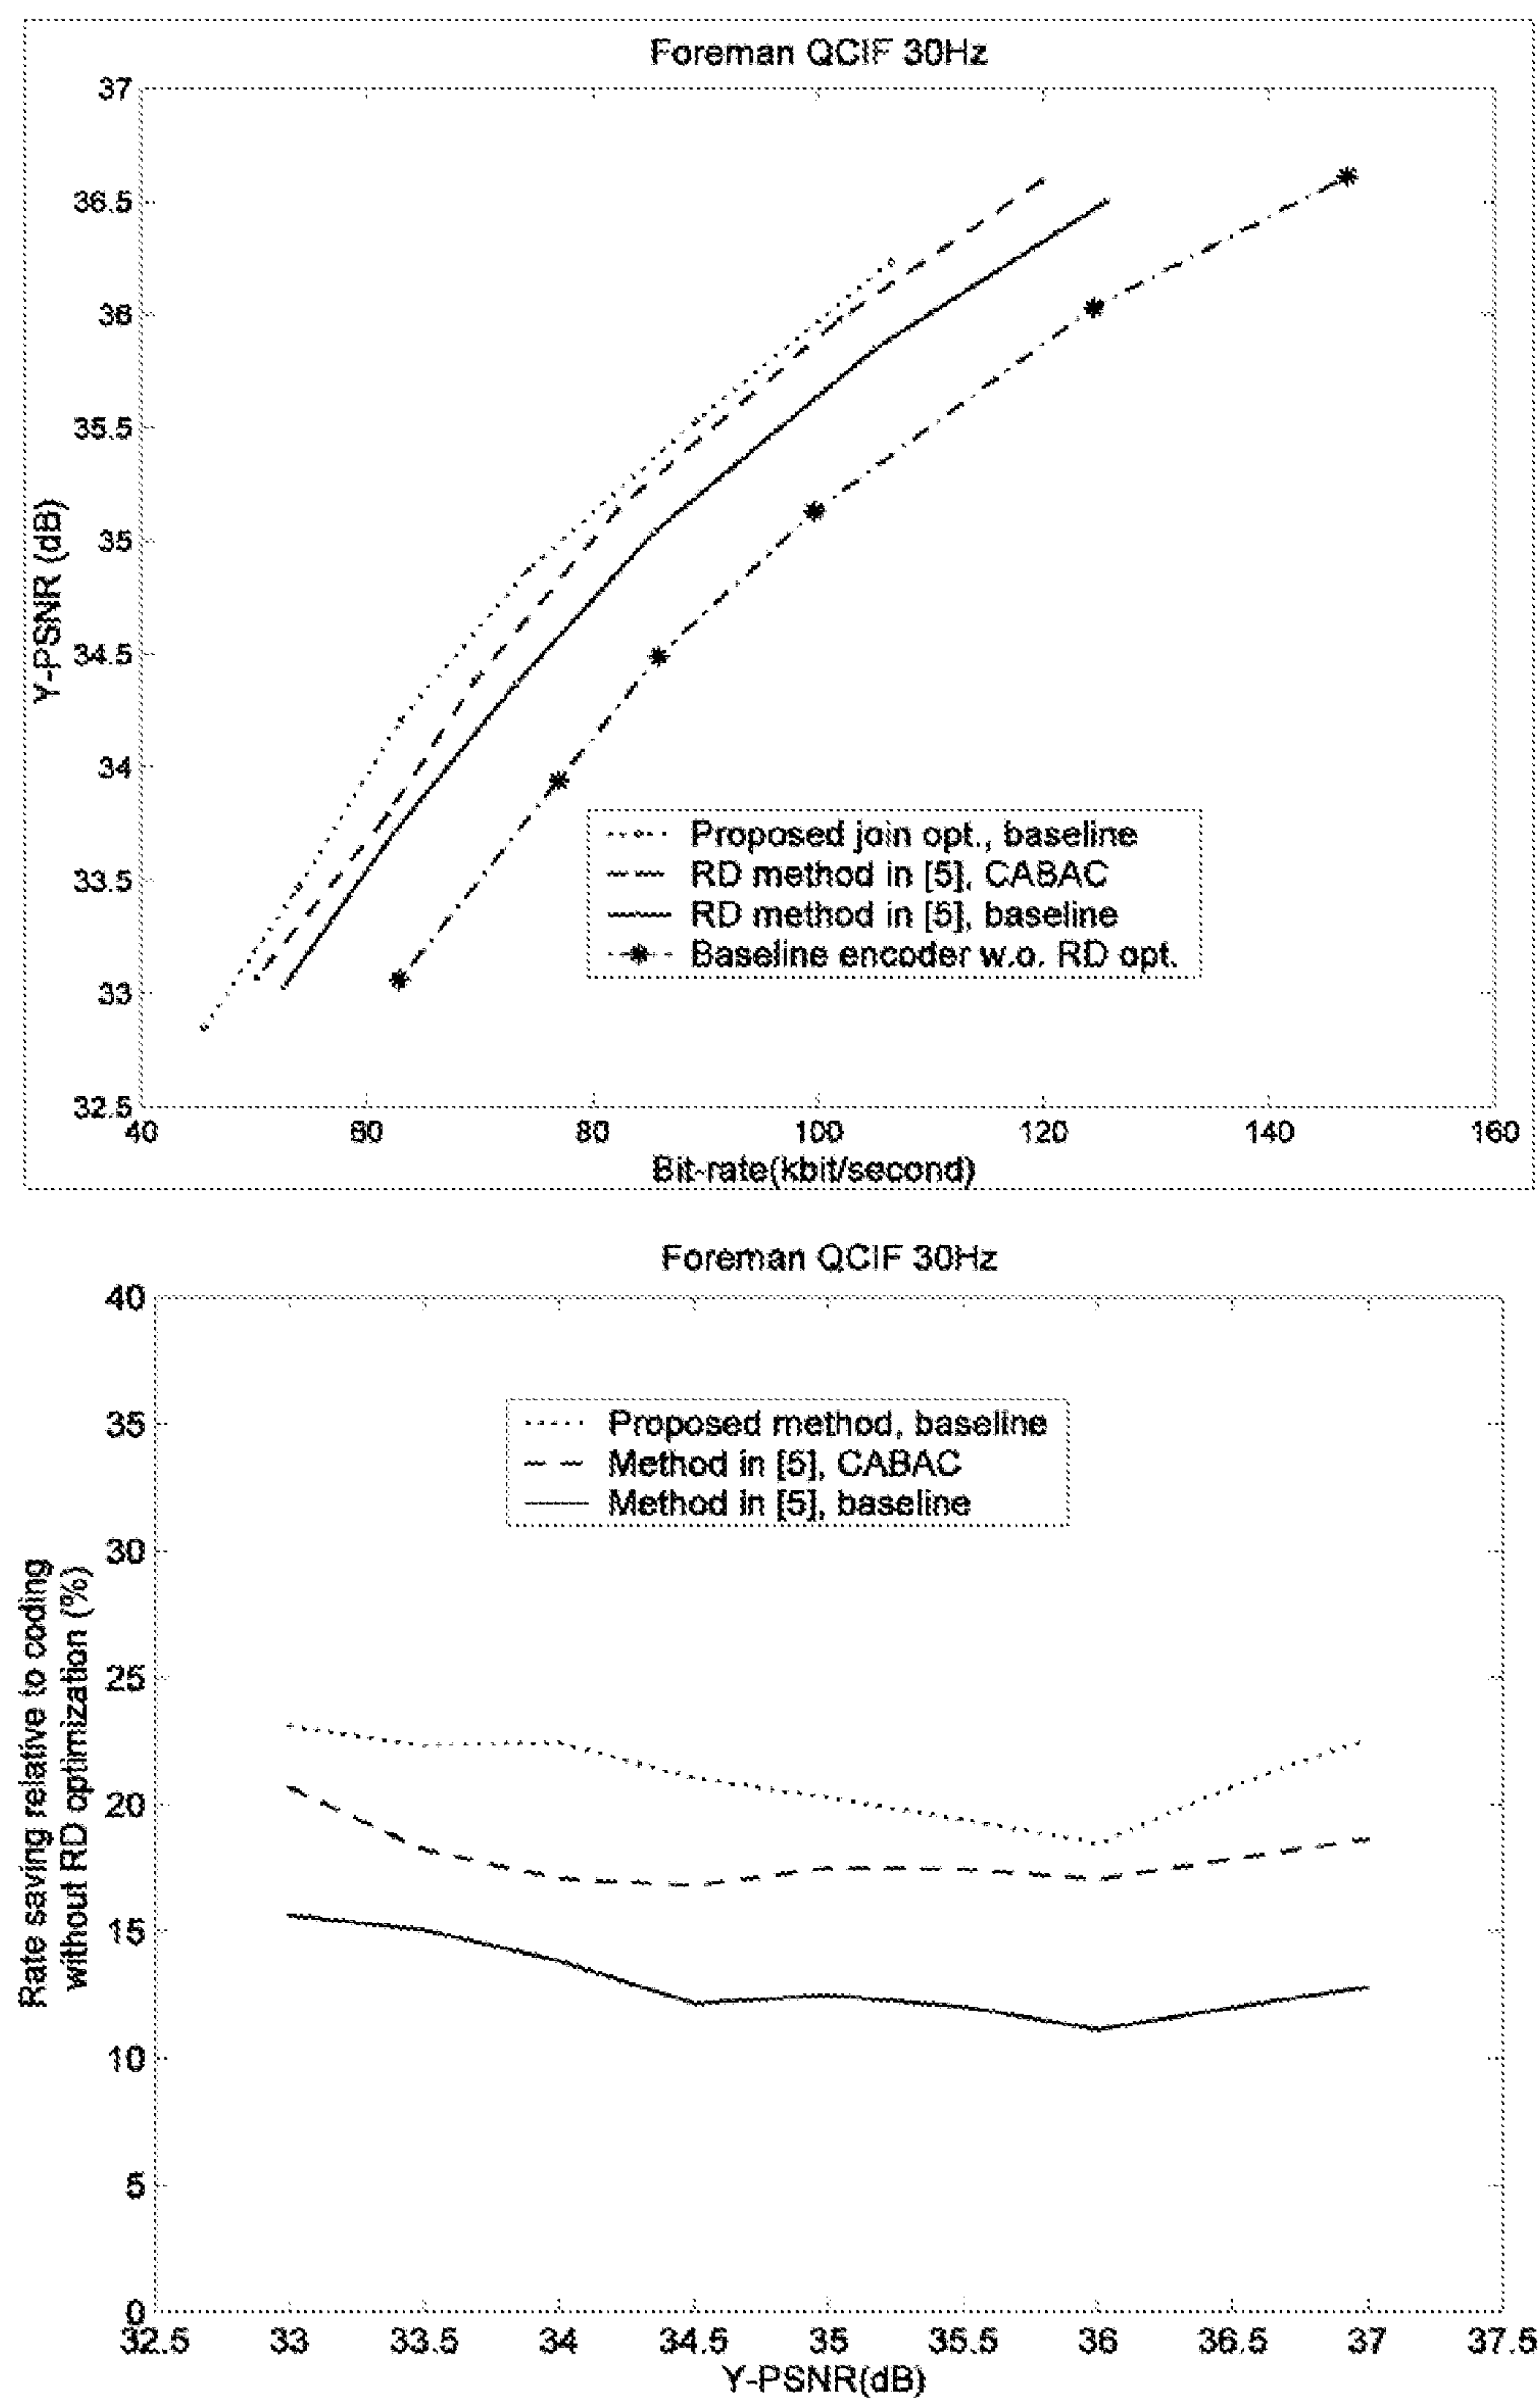 Foreman QCIF 30Hz
37
36.5
36
35.5
35
34.5
34
33.5
33
32.5
Y-PSNR (dB)
Proposed join opt., baseline
RD method in [5], CABAC
RD method in [5], baseline
Baseline encoder w.o. RD opt.
40 60 80 100 120 140 160
Bit-rate(kbit/second)
Foreman QCIF 30Hz
40
35
30
25
20
15
10
5
0
Rate saving relative to coding
without RD optimization (%)
Proposed method, baseline
Method in [5], CABAC
Method in [5], baseline
32.5 33 33.5 34 34.5 35 35.5 36 36.5 37 37.5
Y-PSNR(dB)